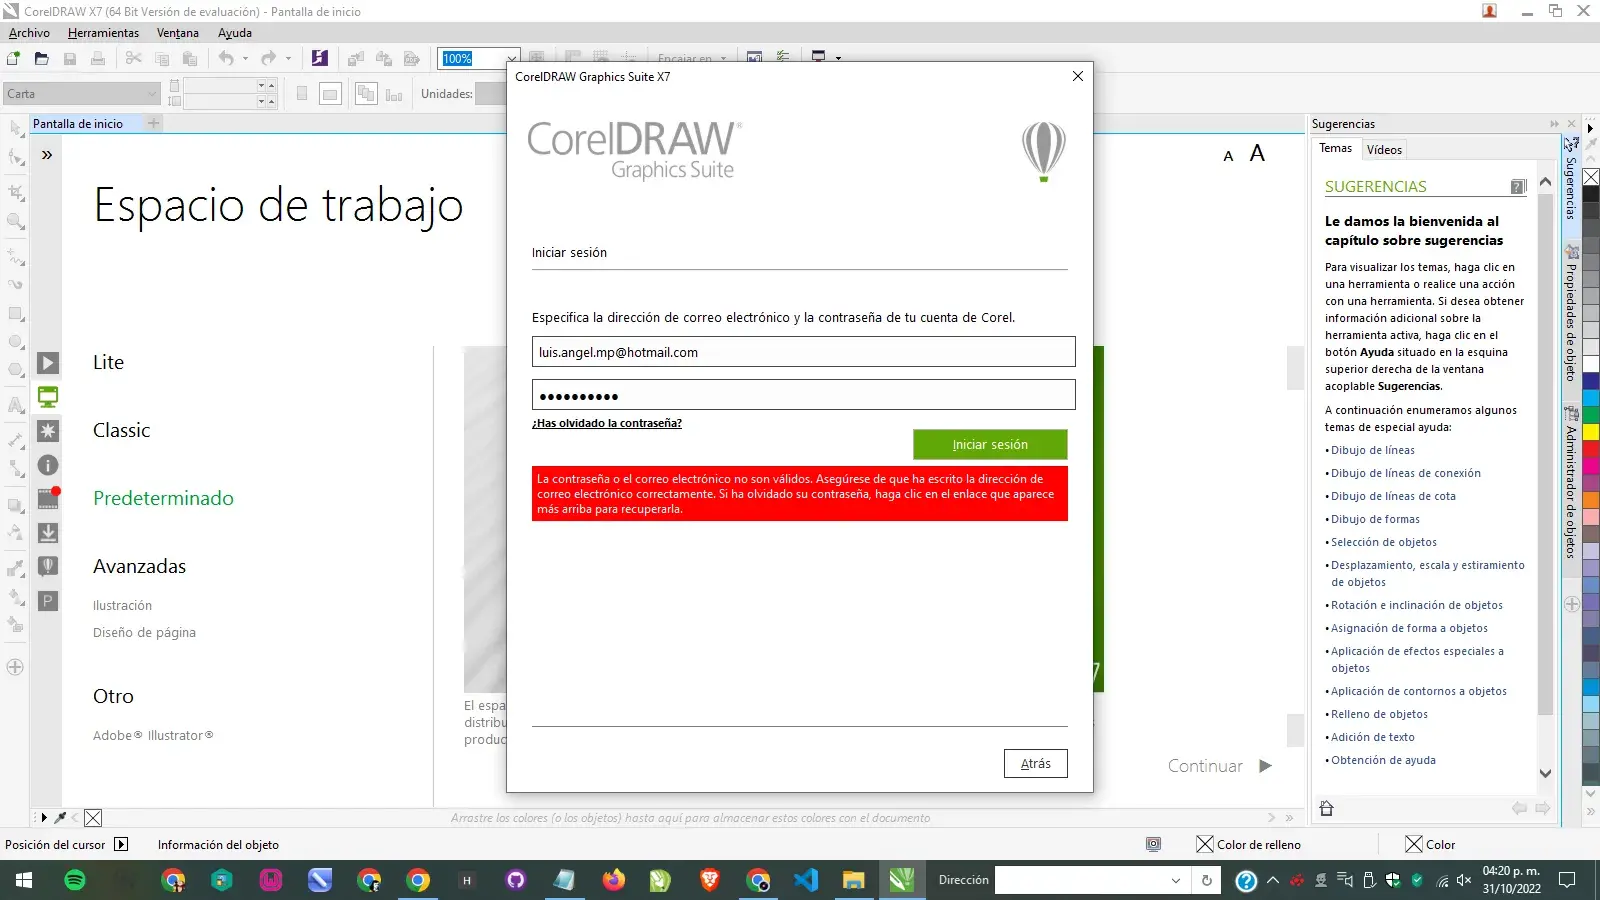 CorelDRAW X7 (64 Bit Versión de evaluación) - Pantalla de inicio
Archivo Herramientas Ventana Ayuda
100%
Encajar en
Carta
Unidades:
Pantalla de inicio
Espacio de trabajo
Lite
Classic
Predeterminado
Avanzadas
Ilustración
Diseño de página
Otro
Adobe® Illustrator®
CorelDRAW Graphics Suite X7
CorelDRAW®
Graphics Suite
Iniciar sesión
Especifica la dirección de correo electrónico y la contraseña de tu cuenta de Corel.
luis.angel.mp@hotmail.com
¿Has olvidado la contraseña?
Iniciar sesión
La contraseña o el correo electrónico no son válidos. Asegúrese de que ha escrito la dirección de
correo electrónico correctamente. Si ha olvidado su contraseña, haga clic en el enlace que aparece
más arriba para recuperarla.
Atrás
El espa
distribu
produc
A A
Continuar
Sugerencias
Temas Vídeos
SUGERENCIAS
Le damos la bienvenida al
capítulo sobre sugerencias
Para visualizar los temas, haga clic en
una herramienta o realice una acción
con una herramienta. Si desea obtener
información adicional sobre la
herramienta activa, haga clic en el
botón Ayuda situado en la esquina
superior derecha de la ventana
acoplable Sugerencias.
A continuación enumeramos algunos
temas de especial ayuda:
• Dibujo de líneas
• Dibujo de líneas de conexión
• Dibujo de líneas de cota
• Dibujo de formas
• Selección de objetos
• Desplazamiento, escala y estiramiento
de objetos
• Rotación e inclinación de objetos
• Asignación de forma a objetos
• Aplicación de efectos especiales a
objetos
• Aplicación de contornos a objetos
• Relleno de objetos
• Adición de texto
• Obtención de ayuda
Sugerencias
Propiedades de objeto
Administrador de objetos
Arrastre los colores (o los objetos) hasta aquí para almacenar estos colores con el documento
Posición del cursor
Información del objeto
Color de relleno
Color
Dirección
04:20 p. m.
31/10/2022